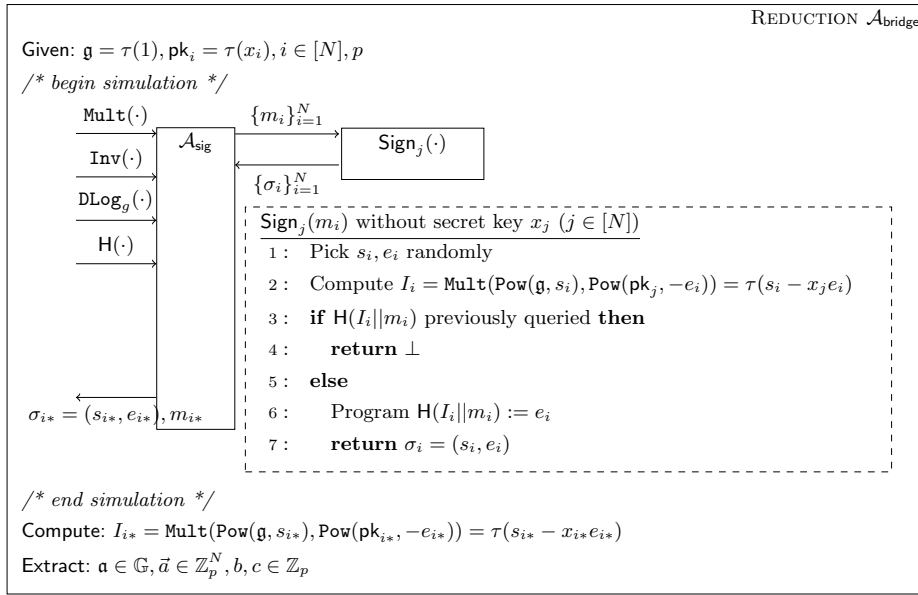 REDUCTION 𝒜_bridge
Given: 𝔤 = τ(1), pk_i = τ(x_i), i ∈ [N], p
/* begin simulation */
Mult(·)
Inv(·)
DLog_g(·)
H(·)
𝒜_sig
{m_i}_{i=1}^N
{σ_i}_{i=1}^N
Sign_j(·)
Sign_j(m_i) without secret key x_j (j ∈ [N])
1 : Pick s_i, e_i randomly
2 : Compute I_i = Mult(Pow(𝔤, s_i), Pow(pk_j, −e_i)) = τ(s_i − x_j e_i)
3 : if H(I_i||m_i) previously queried then
4 : return ⊥
5 : else
6 : Program H(I_i||m_i) := e_i
7 : return σ_i = (s_i, e_i)
σ_{i*} = (s_{i*}, e_{i*}), m_{i*}
/* end simulation */
Compute: I_{i*} = Mult(Pow(𝔤, s_{i*}), Pow(pk_{i*}, −e_{i*})) = τ(s_{i*} − x_{i*} e_{i*})
Extract: 𝔞 ∈ 𝔾, a⃗ ∈ ℤ_p^N, b, c ∈ ℤ_p